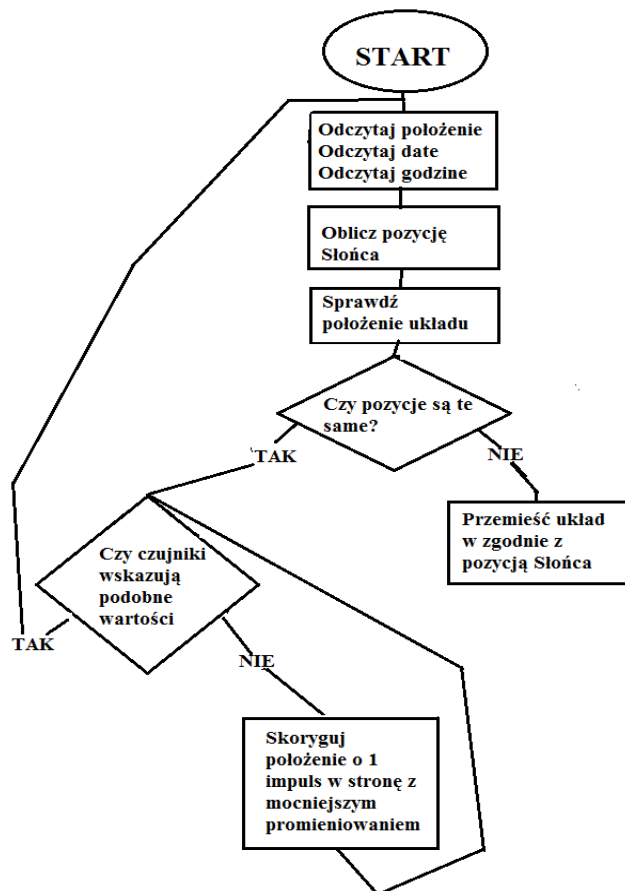 START
Odczytaj położenie
Odczytaj date
Odczytaj godzine
Oblicz pozycję
Słońca
Sprawdź
położenie układu
Czy pozycje są te
same?
TAK
NIE
Przemieść układ
w zgodnie z
pozycją Słońca
Czy czujniki
wskazują
podobne
wartości
TAK
NIE
Skoryguj
położenie o 1
impuls w stronę z
mocniejszym
promieniowaniem